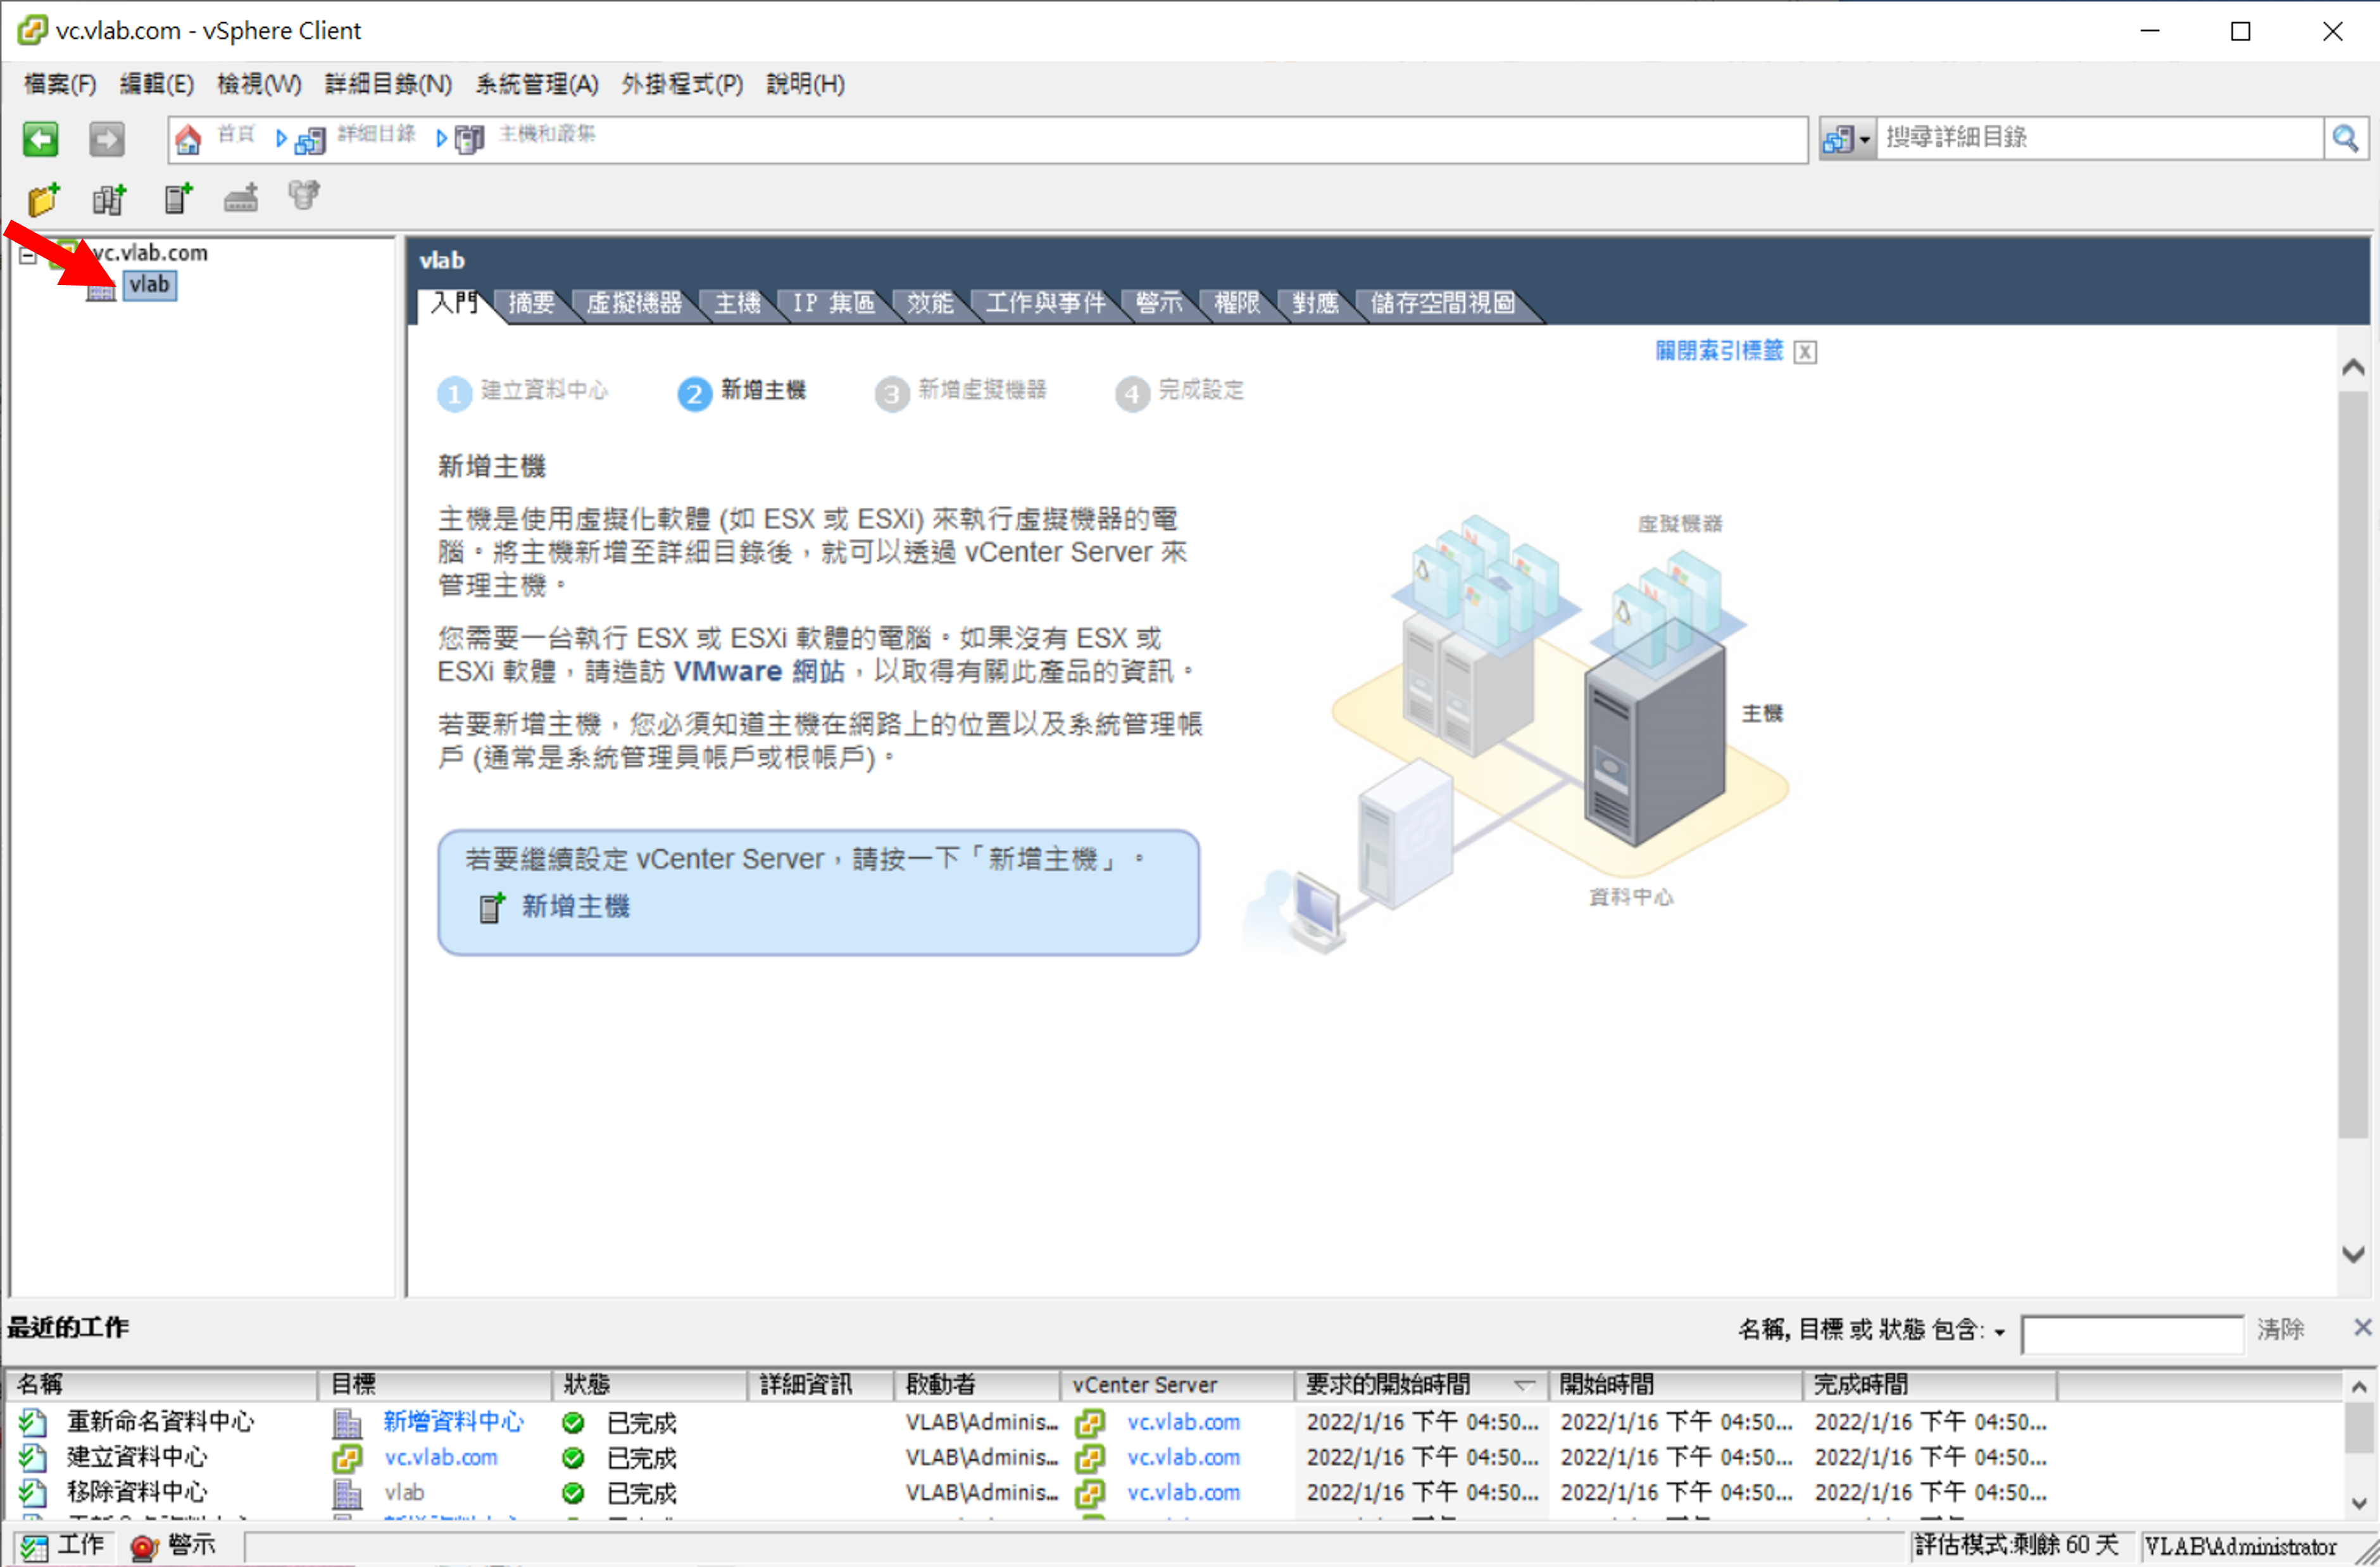 vc.vlab.com - vSphere Client
檔案(F) 編輯(E) 檢視(W) 詳細目錄(N) 系統管理(A) 外掛程式(P) 說明(H)
首頁 詳細目錄 主機和叢集 搜尋詳細目錄
vc.vlab.com
vlab
vlab
入門 摘要 虛擬機器 主機 IP 集區 效能 工作與事件 警示 權限 對應 儲存空間視圖
關閉索引標籤 X
1 建立資料中心 2 新增主機 3 新增虛擬機器 4 完成設定
新增主機
主機是使用虛擬化軟體 (如 ESX 或 ESXi) 來執行虛擬機器的電
腦。將主機新增至詳細目錄後，就可以透過 vCenter Server 來
管理主機。
您需要一台執行 ESX 或 ESXi 軟體的電腦。如果沒有 ESX 或
ESXi 軟體，請造訪 VMware 網站，以取得有關此產品的資訊。
若要新增主機，您必須知道主機在網路上的位置以及系統管理帳
戶 (通常是系統管理員帳戶或根帳戶)。
若要繼續設定 vCenter Server，請按一下「新增主機」。
新增主機
虛擬機器
主機
資料中心
最近的工作 名稱, 目標 或 狀態 包含: 清除
名稱 目標 狀態 詳細資訊 啟動者 vCenter Server 要求的開始時間 開始時間 完成時間
重新命名資料中心 新增資料中心 已完成 VLAB\Adminis... vc.vlab.com 2022/1/16 下午 04:50... 2022/1/16 下午 04:50... 2022/1/16 下午 04:50...
建立資料中心 vc.vlab.com 已完成 VLAB\Adminis... vc.vlab.com 2022/1/16 下午 04:50... 2022/1/16 下午 04:50... 2022/1/16 下午 04:50...
移除資料中心 vlab 已完成 VLAB\Adminis... vc.vlab.com 2022/1/16 下午 04:50... 2022/1/16 下午 04:50... 2022/1/16 下午 04:50...
工作 警示 評估模式:剩餘 60 天 VLAB\Administrator